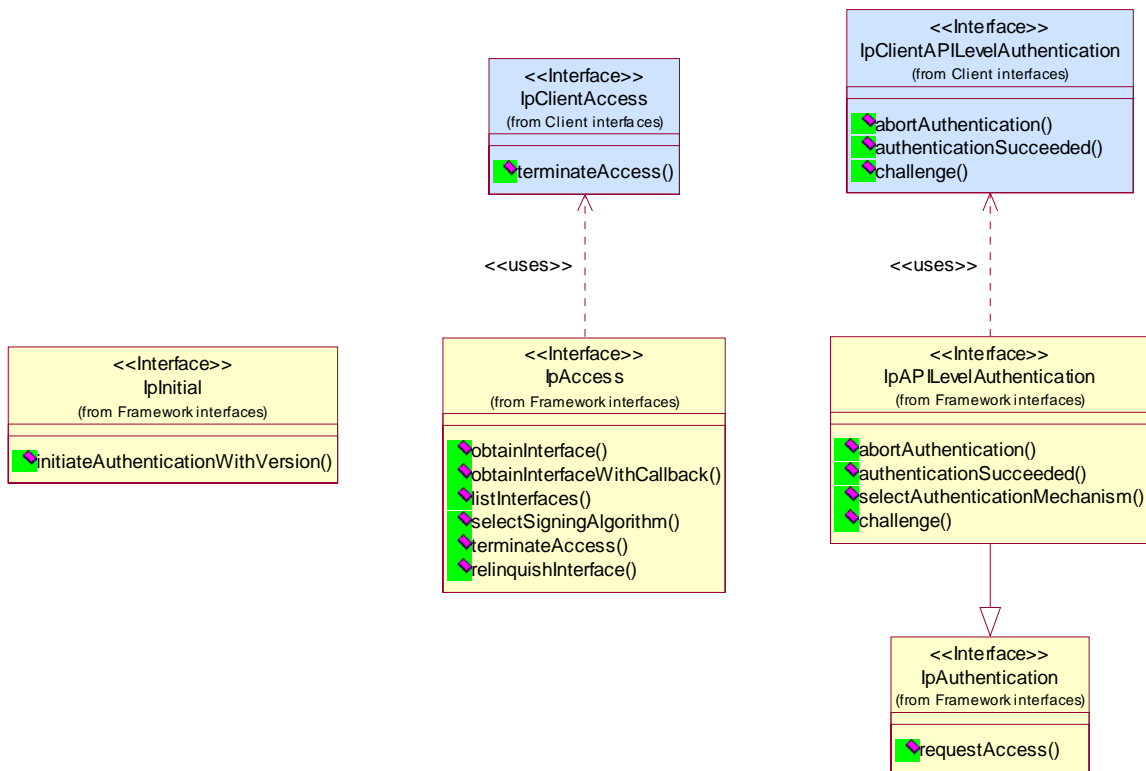 <<Interface>>
IpClientAccess
(from Client interfaces)
terminateAccess()
<<Interface>>
IpClientAPILevelAuthentication
(from Client interfaces)
abortAuthentication()
authenticationSucceeded()
challenge()
<<uses>>
<<uses>>
<<Interface>>
IpInitial
(from Framework interfaces)
initiateAuthenticationWithVersion()
<<Interface>>
IpAccess
(from Framework interfaces)
obtainInterface()
obtainInterfaceWithCallback()
listInterfaces()
selectSigningAlgorithm()
terminateAccess()
relinquishInterface()
<<Interface>>
IpAPILevelAuthentication
(from Framework interfaces)
abortAuthentication()
authenticationSucceeded()
selectAuthenticationMechanism()
challenge()
<<Interface>>
IpAuthentication
(from Framework interfaces)
requestAccess()